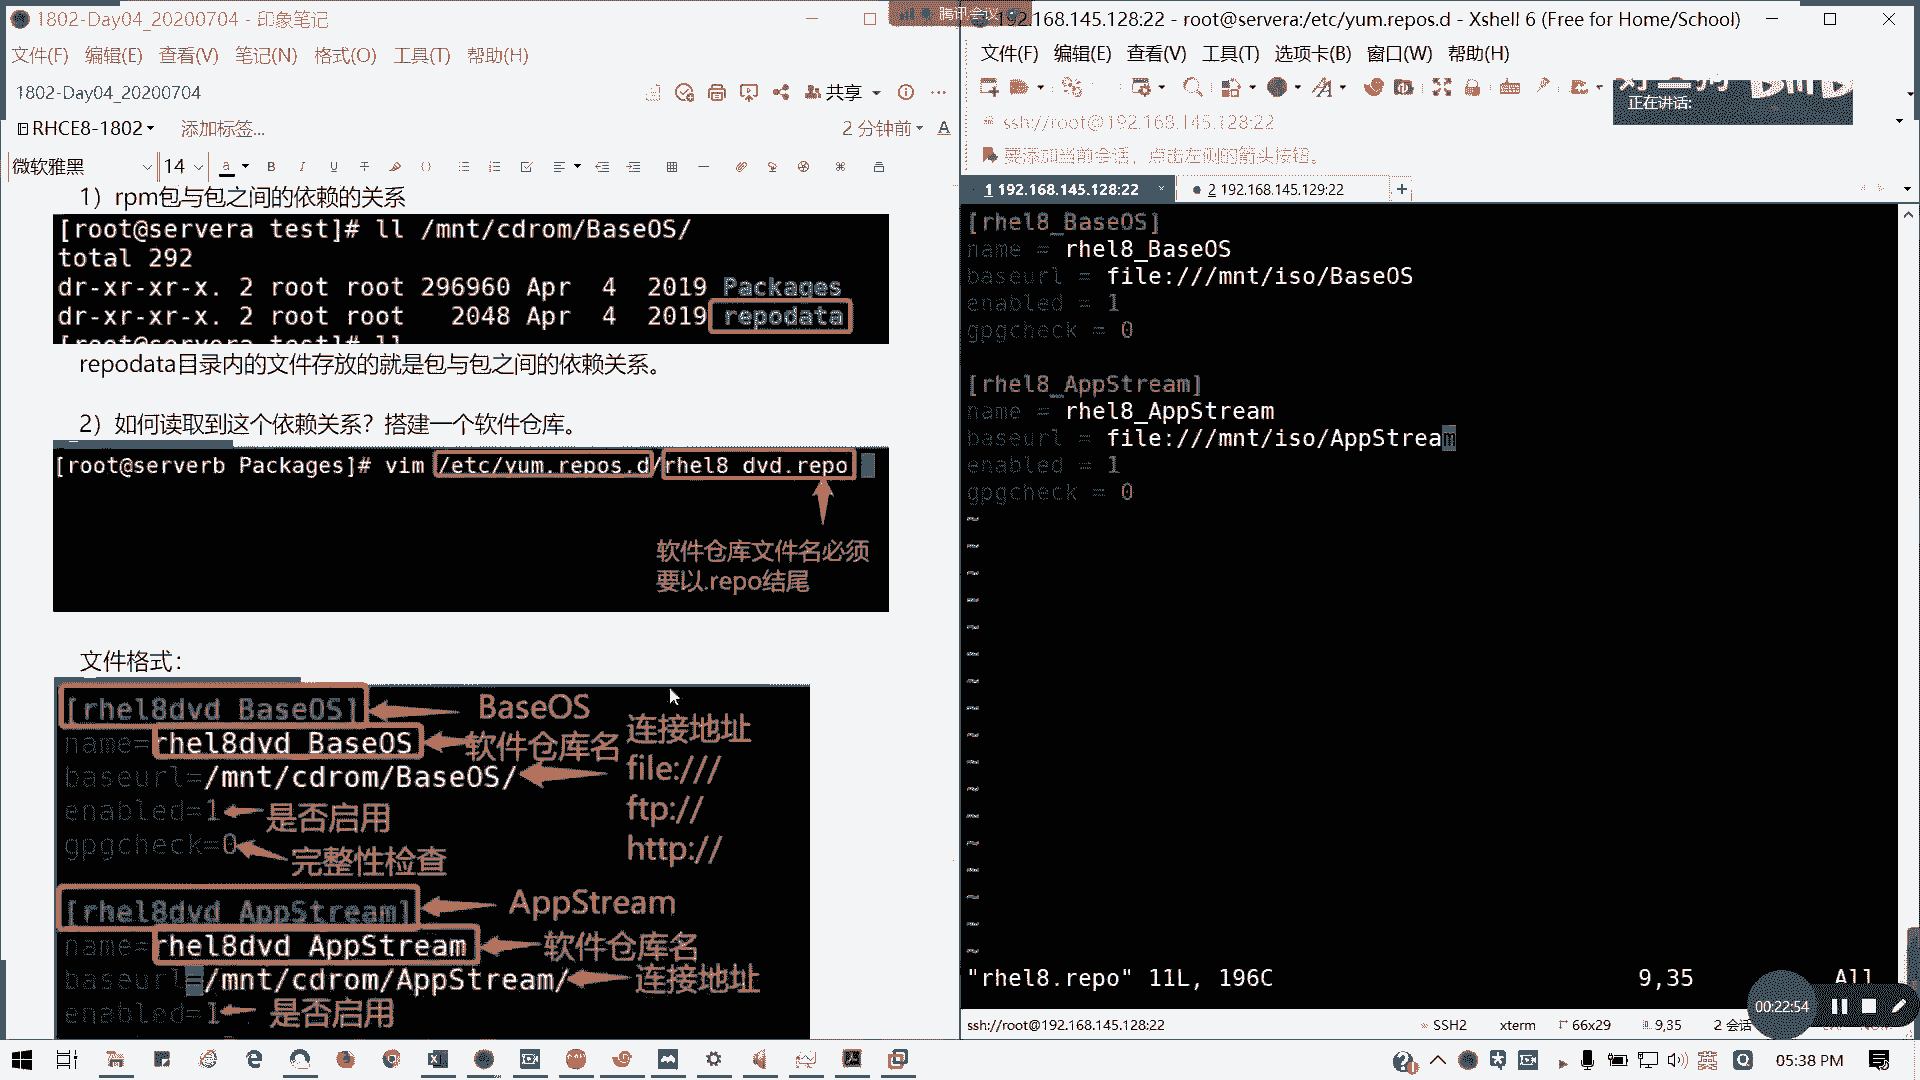 1802-Day04_20200704 - 印象笔记
文件(F) 编辑(E) 查看(V) 笔记(N) 格式(O) 工具(T) 帮助(H)
1802-Day04_20200704
共享
RHCE8-1802
添加标签...
2 分钟前
微软雅黑
14
1）rpm包与包之间的依赖的关系
[root@servera test]# ll /mnt/cdrom/BaseOS/
total 292
dr-xr-xr-x. 2 root root 296960 Apr 4 2019 Packages
dr-xr-xr-x. 2 root root 2048 Apr 4 2019 repodata
repodata目录内的文件存放的就是包与包之间的依赖关系。
2）如何读取到这个依赖关系？搭建一个软件仓库。
[root@serverb Packages]# vim /etc/yum.repos.d/rhel8_dvd.repo
软件仓库文件名必须
要以.repo结尾
文件格式：
[rhel8dvd_BaseOS]
BaseOS
name=rhel8dvd_BaseOS
软件仓库名
baseurl=/mnt/cdrom/BaseOS/
连接地址
file:///
ftp://
http://
enabled=1
是否启用
gpgcheck=0
完整性检查
[rhel8dvd_AppStream]
AppStream
name=rhel8dvd_AppStream
软件仓库名
baseurl=/mnt/cdrom/AppStream/
连接地址
enabled=1
是否启用
腾讯会议
192.168.145.128:22 - root@servera:/etc/yum.repos.d - Xshell 6 (Free for Home/School)
文件(F) 编辑(E) 查看(V) 工具(T) 选项卡(B) 窗口(W) 帮助(H)
正在讲话:
ssh://root@192.168.145.128:22
要添加当前会话，点击左侧的箭头按钮。
1 192.168.145.128:22
2 192.168.145.129:22
[rhel8_BaseOS]
name = rhel8_BaseOS
baseurl = file:///mnt/iso/BaseOS
enabled = 1
gpgcheck = 0
[rhel8_AppStream]
name = rhel8_AppStream
baseurl = file:///mnt/iso/AppStream
enabled = 1
gpgcheck = 0
"rhel8.repo" 11L, 196C
9,35
All
00:22:54
ssh://root@192.168.145.128:22
SSH2
xterm
66x29
9,35
2 会话
05:38 PM